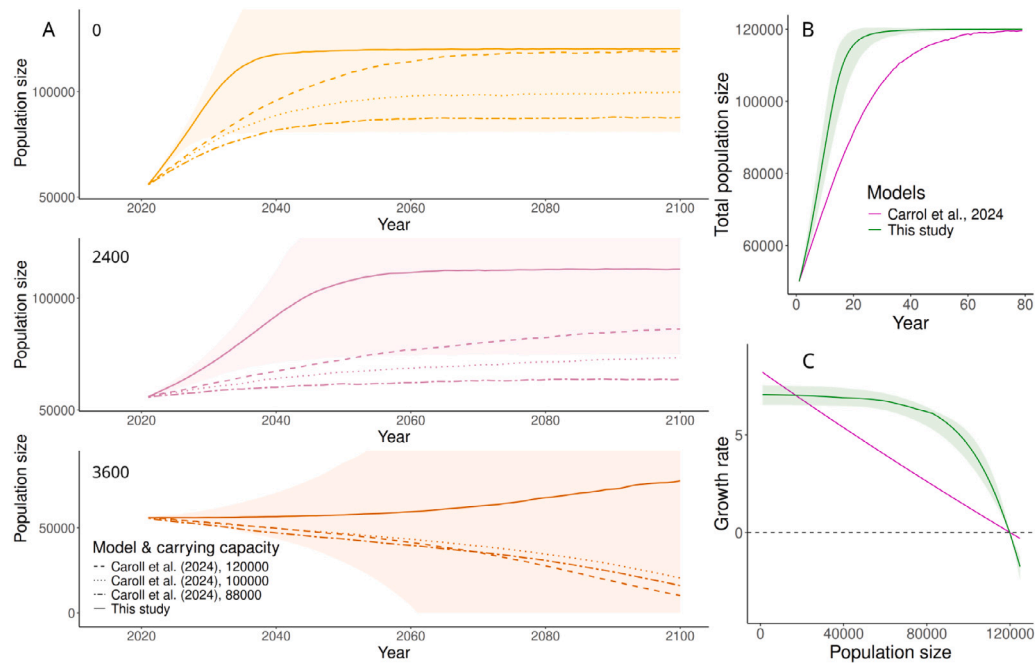 A
0
Population size
100000
50000
2020
2040
2060
2080
2100
Year
2400
Population size
100000
50000
2020
2040
2060
2080
2100
Year
3600
Population size
50000
0
Model & carrying capacity
Caroll et al. (2024), 120000
Caroll et al. (2024), 100000
Caroll et al. (2024), 88000
This study
2020
2040
2060
2080
2100
Year
B
Total population size
120000
100000
80000
60000
Models
Carrol et al., 2024
This study
0
20
40
60
80
Year
C
Growth rate
5
0
0
40000
80000
120000
Population size